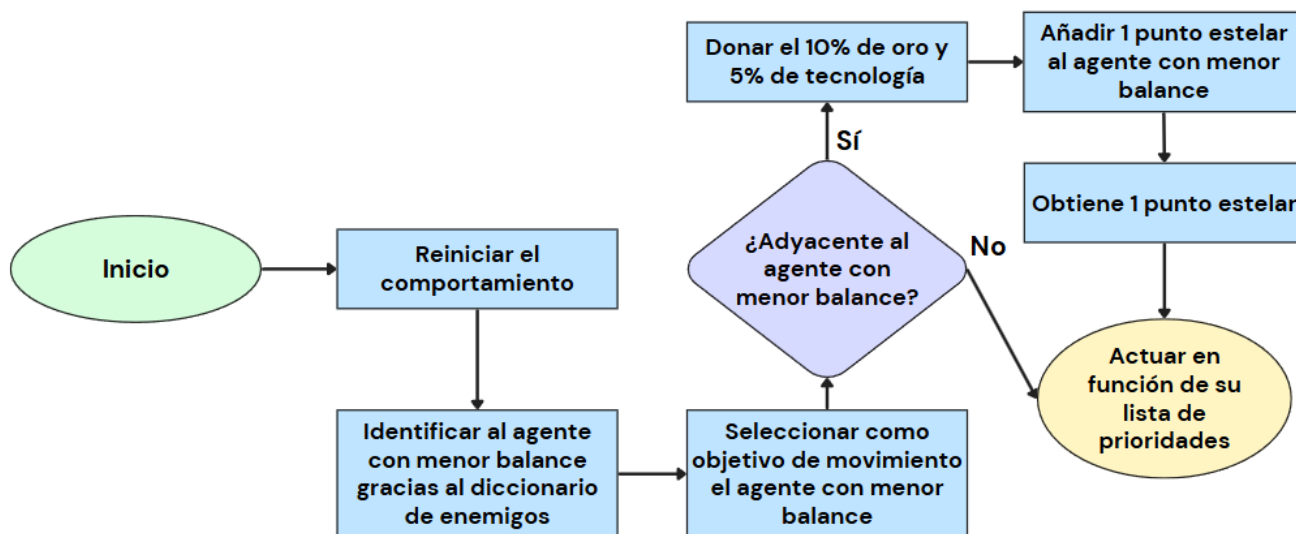 Inicio
Reiniciar el
comportamiento
Identificar al agente
con menor balance
gracias al diccionario
de enemigos
Seleccionar como
objetivo de movimiento
el agente con menor
balance
¿Adyacente al
agente con
menor balance?
Sí
No
Donar el 10% de oro y
5% de tecnología
Añadir 1 punto estelar
al agente con menor
balance
Obtiene 1 punto estelar
Actuar en
función de su
lista de
prioridades